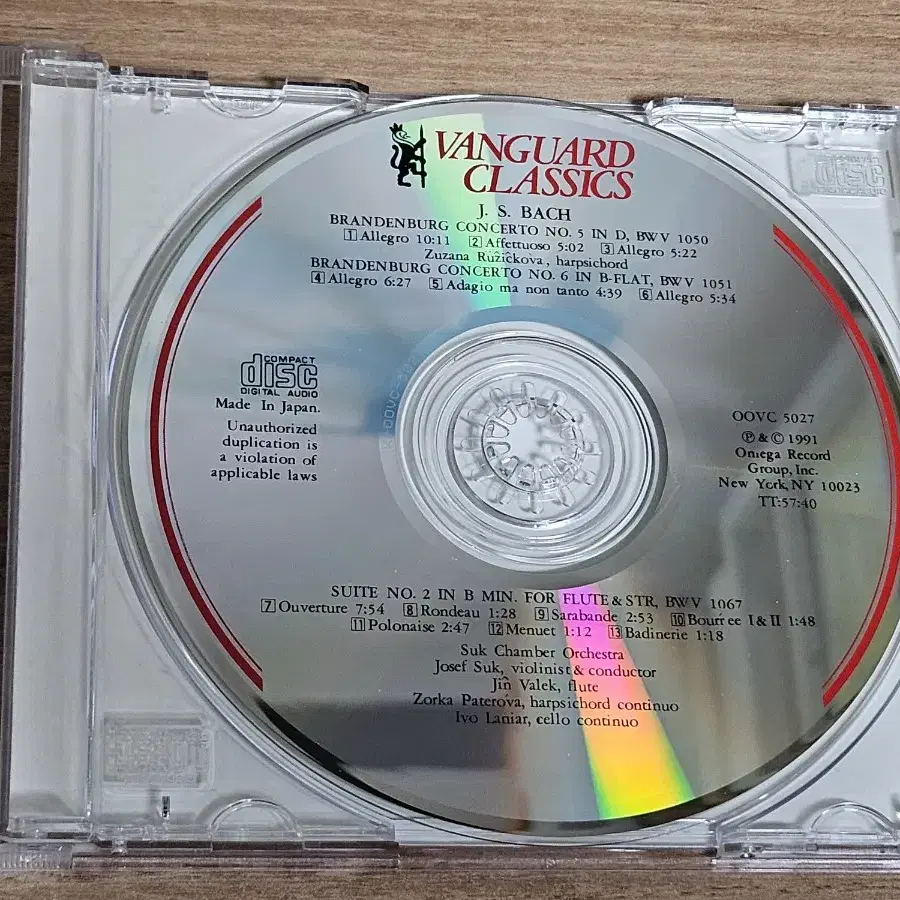 VANGUARD
CLASSICS
J. S. BACH
BRANDENBURG CONCERTO NO. 5 IN D, BWV 1050
1 Allegro 10:11 2 Affettuoso 5:02 3 Allegro 5:22
Zuzana Růžičkova, harpsichord
BRANDENBURG CONCERTO NO. 6 IN B-FLAT, BWV 1051
4 Allegro 6:27 5 Adagio ma non tanto 4:39 6 Allegro 5:34
COMPACT
disc
DIGITAL AUDIO
Made In Japan.
Unauthorized
duplication is
a violation of
applicable laws
OOVC 5027
Ⓟ & © 1991
Omega Record
Group, Inc.
New York, NY 10023
TT:57:40
SUITE NO. 2 IN B MIN. FOR FLUTE & STR, BWV 1067
7 Ouverture 7:54 8 Rondeau 1:28 9 Sarabande 2:53 10 Bourree I & II 1:48
11 Polonaise 2:47 12 Menuet 1:12 13 Badinerie 1:18
Suk Chamber Orchestra
Josef Suk, violinist & conductor
Jiři Valek, flute
Zorka Paterova, harpsichord continuo
Ivo Laniar, cello continuo
disc